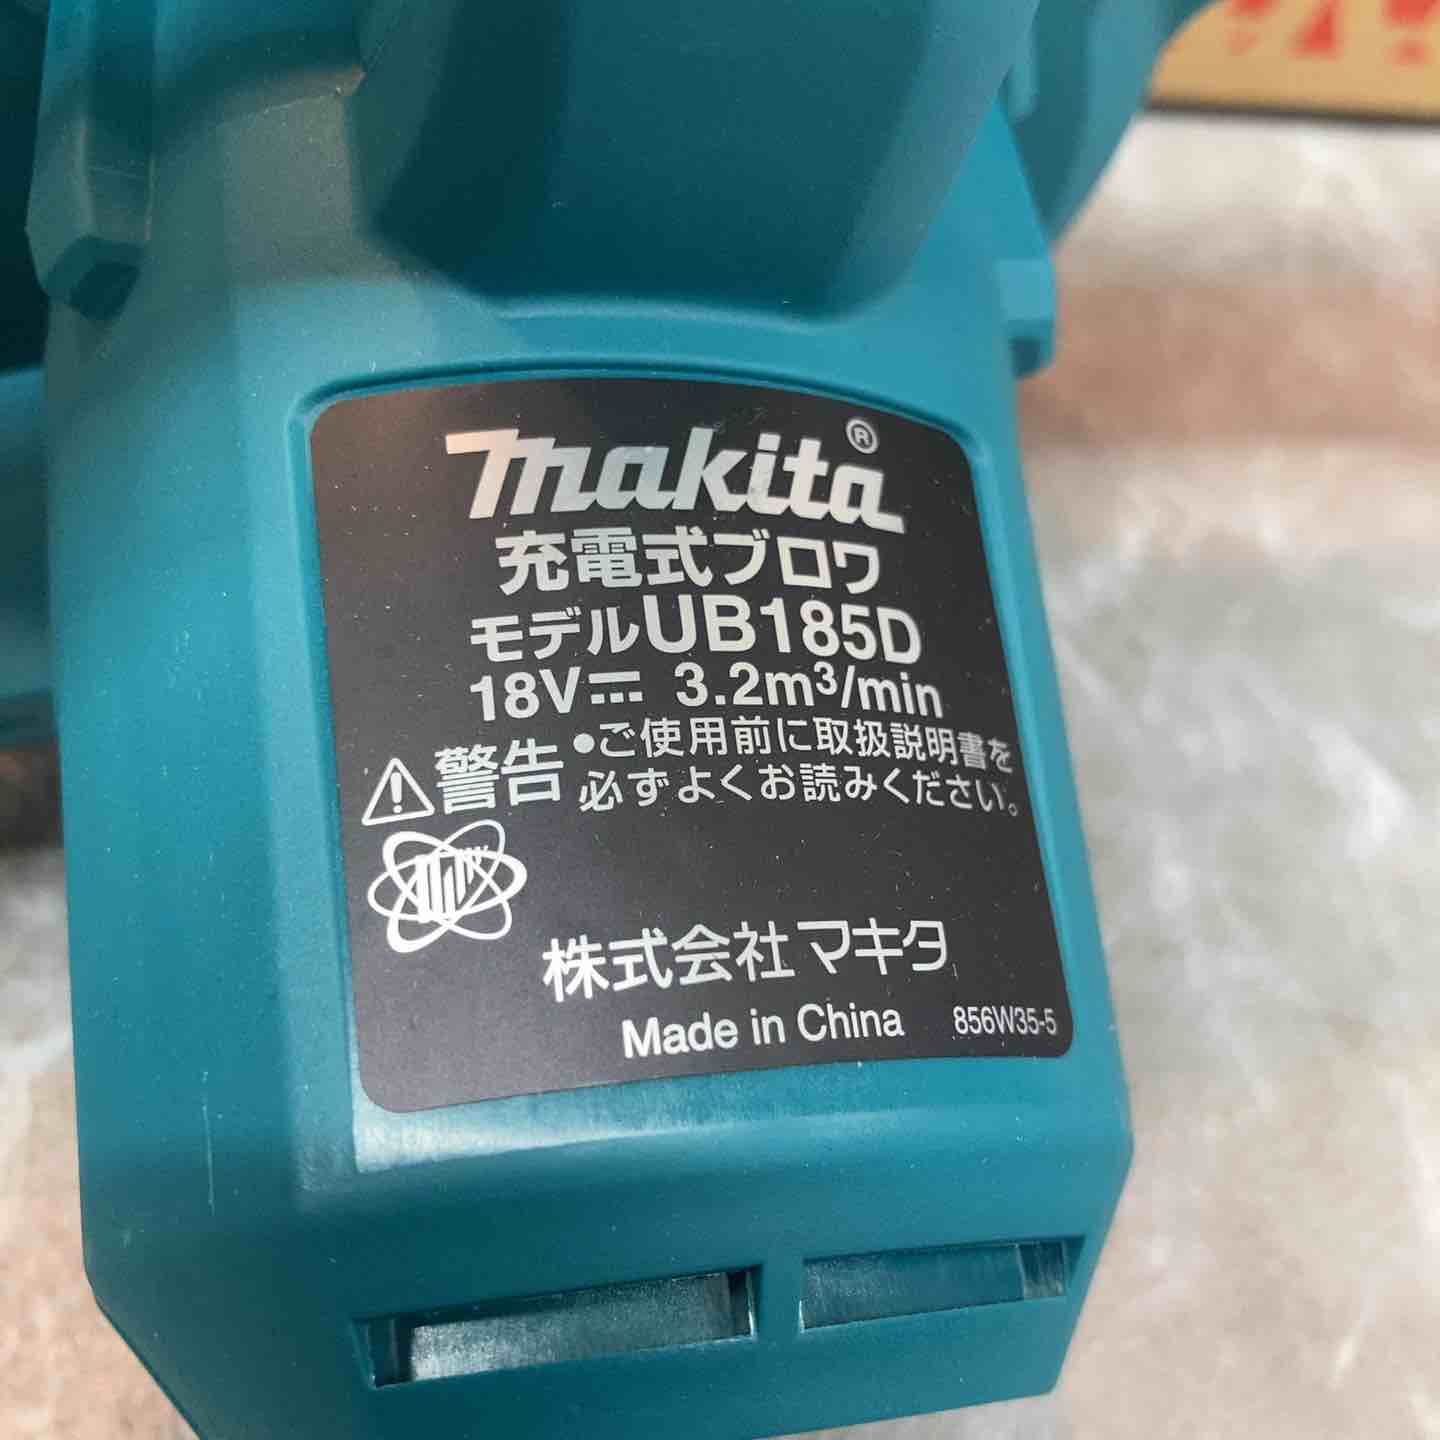 makita®
充電式ブロワ
モデルUB185D
18V⎓ 3.2m³/min
⚠警告 •ご使用前に取扱説明書を
必ずよくお読みください。
株式会社マキタ
Made in China 856W35-5